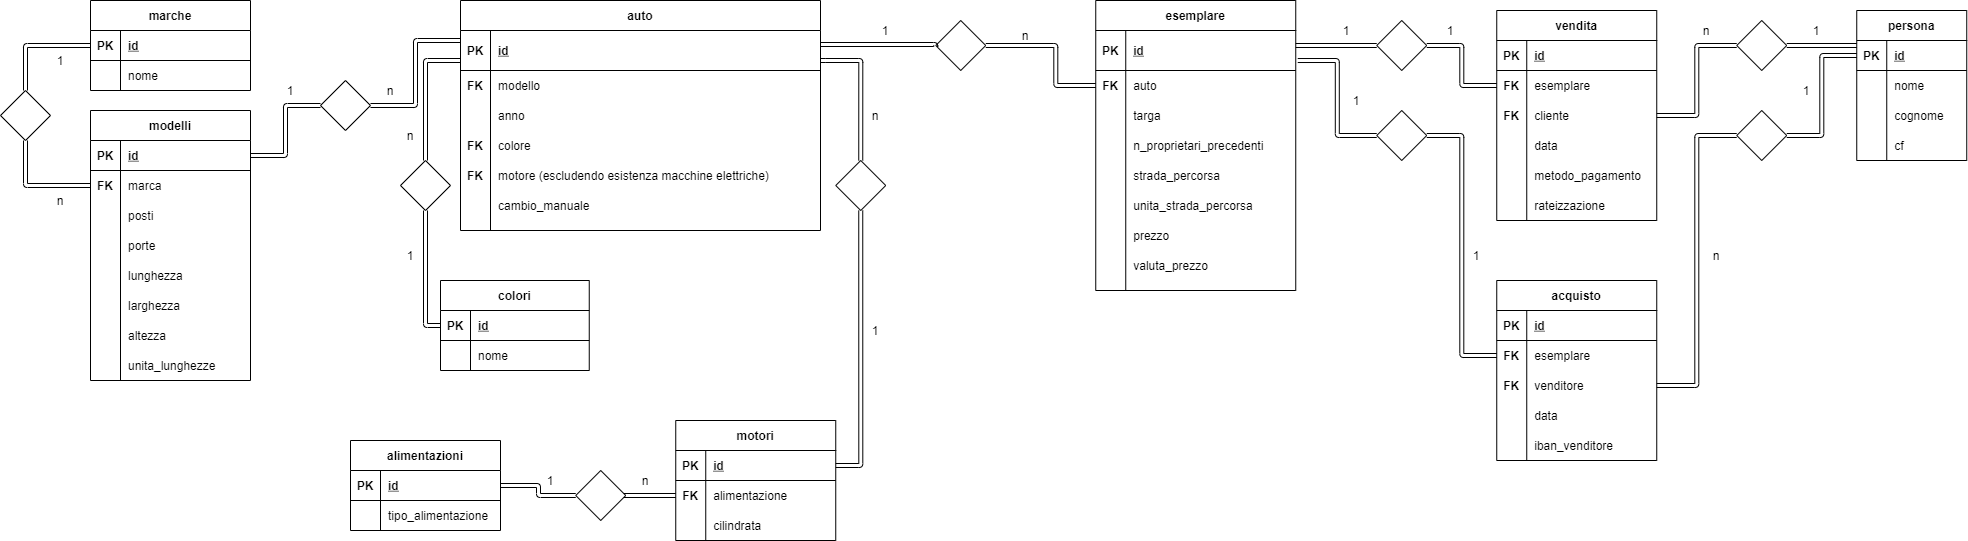 marche
PK id
nome
1
n
modelli
PK id
FK marca
posti
porte
lunghezza
larghezza
altezza
unita_lunghezze
1
n
auto
PK id
FK modello
anno
FK colore
FK motore (escludendo esistenza macchine elettriche)
cambio_manuale
n
1
colori
PK id
nome
n
1
alimentazioni
PK id
tipo_alimentazione
1
n
motori
PK id
FK alimentazione
cilindrata
1
n
esemplare
PK id
FK auto
targa
n_proprietari_precedenti
strada_percorsa
unita_strada_percorsa
prezzo
valuta_prezzo
1
1
1
1
vendita
PK id
FK esemplare
FK cliente
data
metodo_pagamento
rateizzazione
acquisto
PK id
FK esemplare
FK venditore
data
iban_venditore
n
1
1
n
persona
PK id
nome
cognome
cf